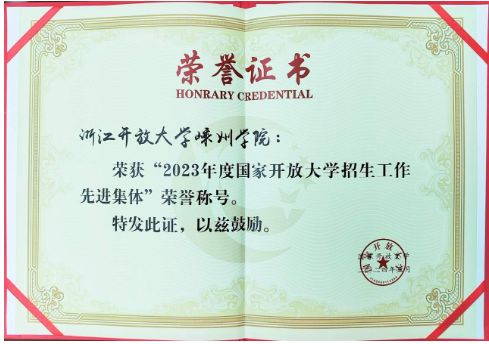 荣誉证书
HONRARY CREDENTIAL
浙江开放大学嵊州学院：
荣获“2023年度国家开放大学招生工作
先进集体”荣誉称号。
特发此证，以兹鼓励。